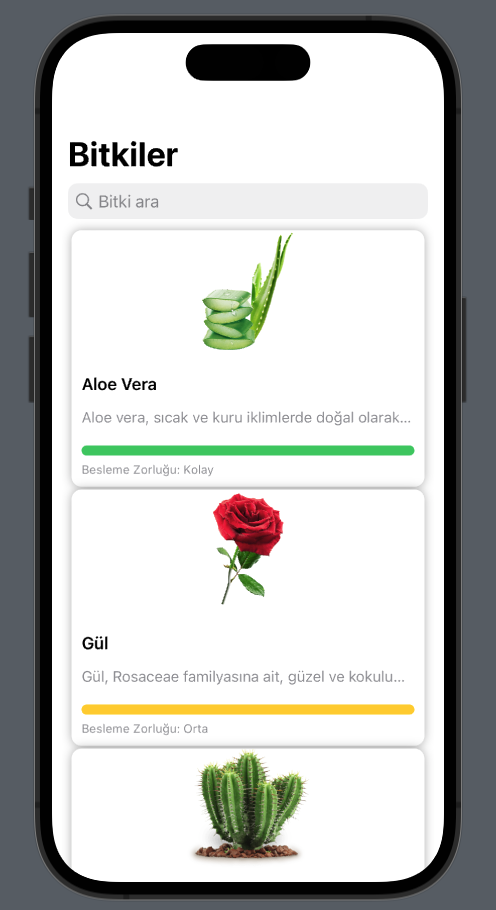 Bitkiler
Bitki ara
Aloe Vera
Aloe vera, sıcak ve kuru iklimlerde doğal olarak...
Besleme Zorluğu: Kolay
Gül
Gül, Rosaceae familyasına ait, güzel ve kokulu...
Besleme Zorluğu: Orta